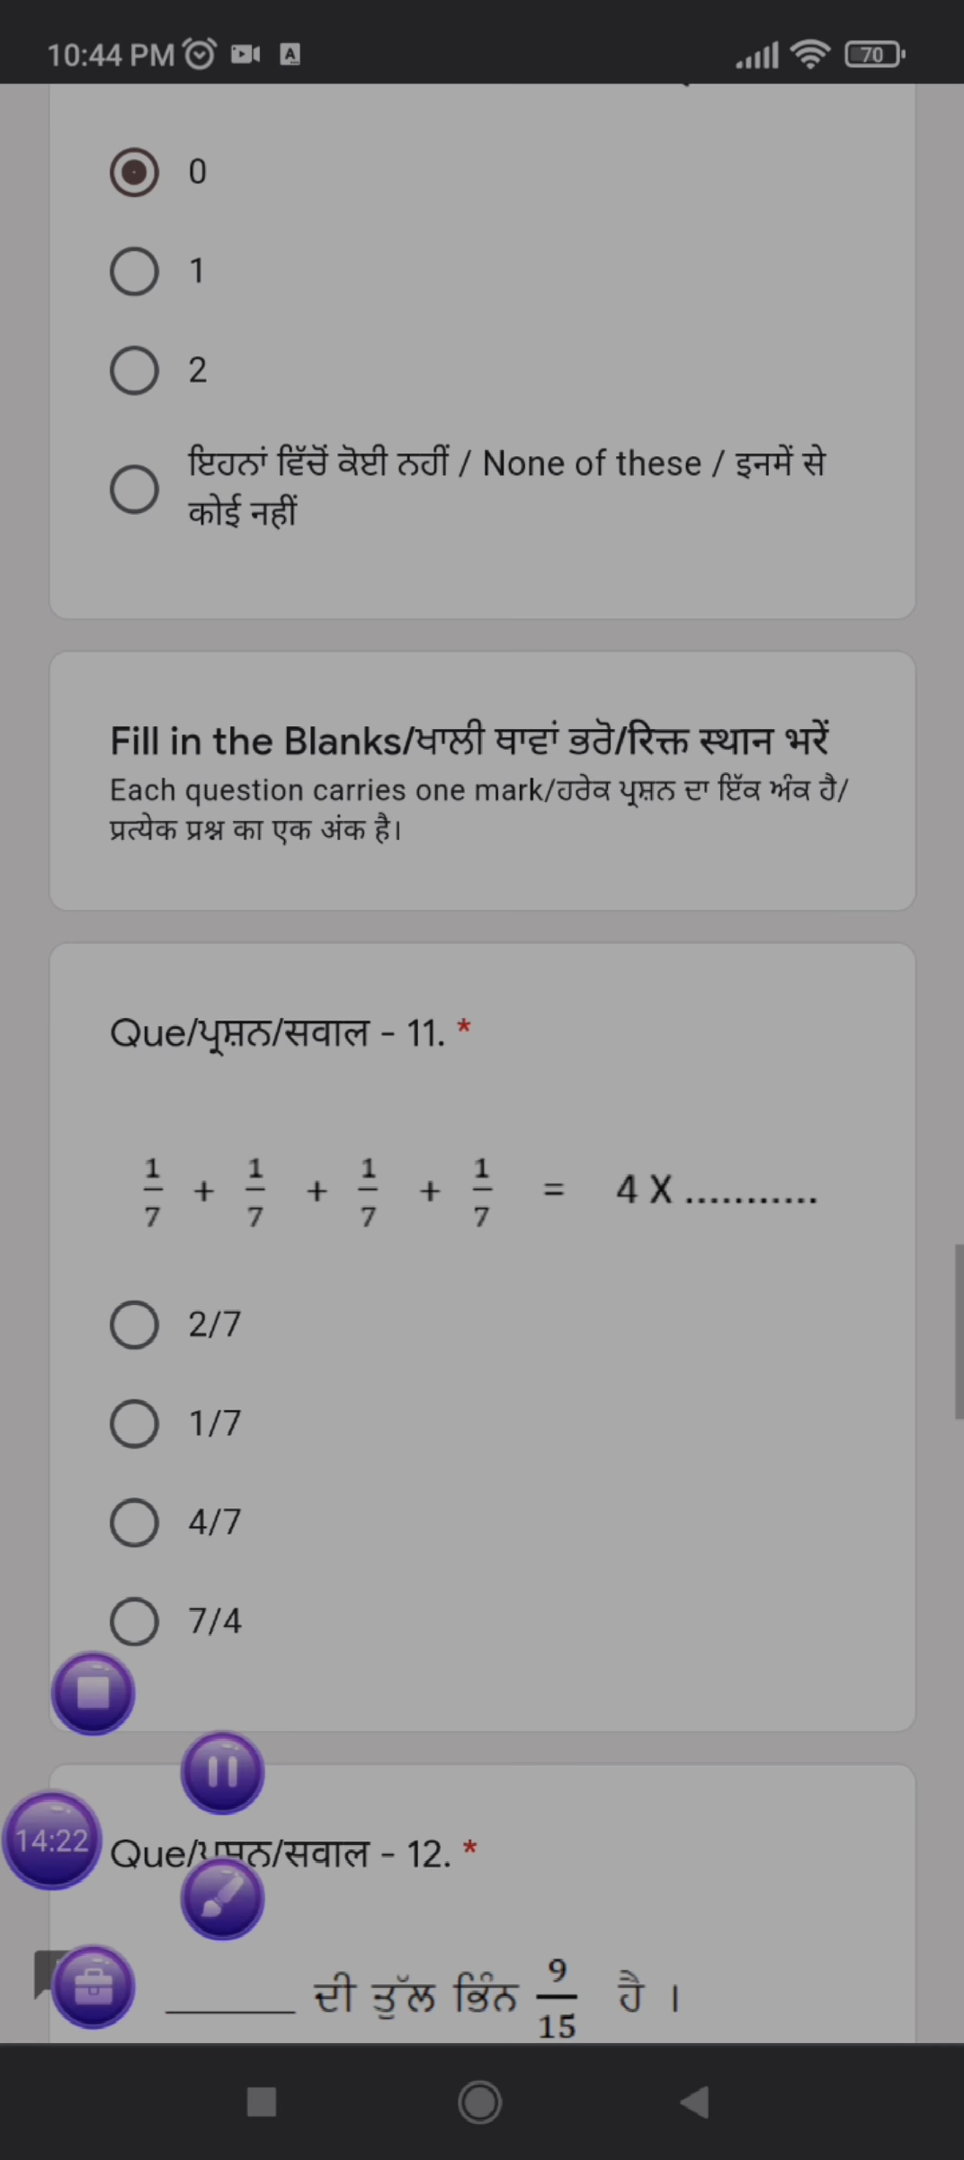 10:44 PM
A
70
0
1
2
ਇਹਨਾਂ ਵਿੱਚੋਂ ਕੋਈ ਨਹੀਂ / None of these / इनमें से
कोई नहीं
Fill in the Blanks/ਖਾਲੀ ਥਾਵਾਂ ਭਰੋ/रिक्त स्थान भरें
Each question carries one mark/ਹਰੇਕ ਪ੍ਰਸ਼ਨ ਦਾ ਇੱਕ ਅੰਕ ਹੈ/
प्रत्येक प्रश्न का एक अंक है।
Que/ਪ੍ਰਸ਼ਨ/सवाल - 11. *
1/7 + 1/7 + 1/7 + 1/7 = 4 X ...........
2/7
1/7
4/7
7/4
14:22
Que/ਪ੍ਰਸ਼ਨ/सवाल - 12. *
_______ ਦੀ ਤੁੱਲ ਭਿੰਨ 9/15 ਹੈ ।